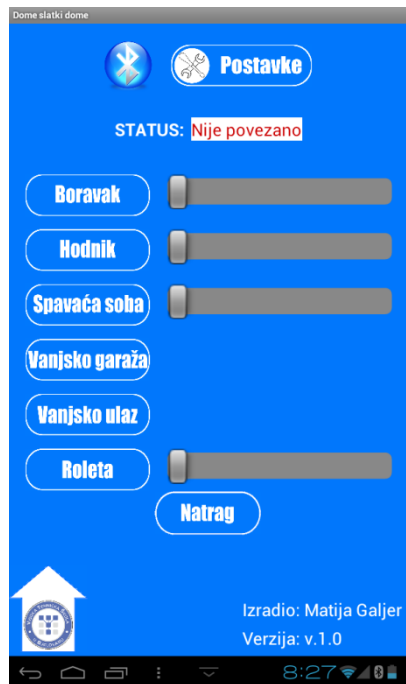 Dome slatki dome
Postavke
STATUS: Nije povezano
Boravak
Hodnik
Spavaća soba
Vanjsko garaža
Vanjsko ulaz
Roleta
Natrag
Izradio: Matija Galjer
Verzija: v.1.0
8:27